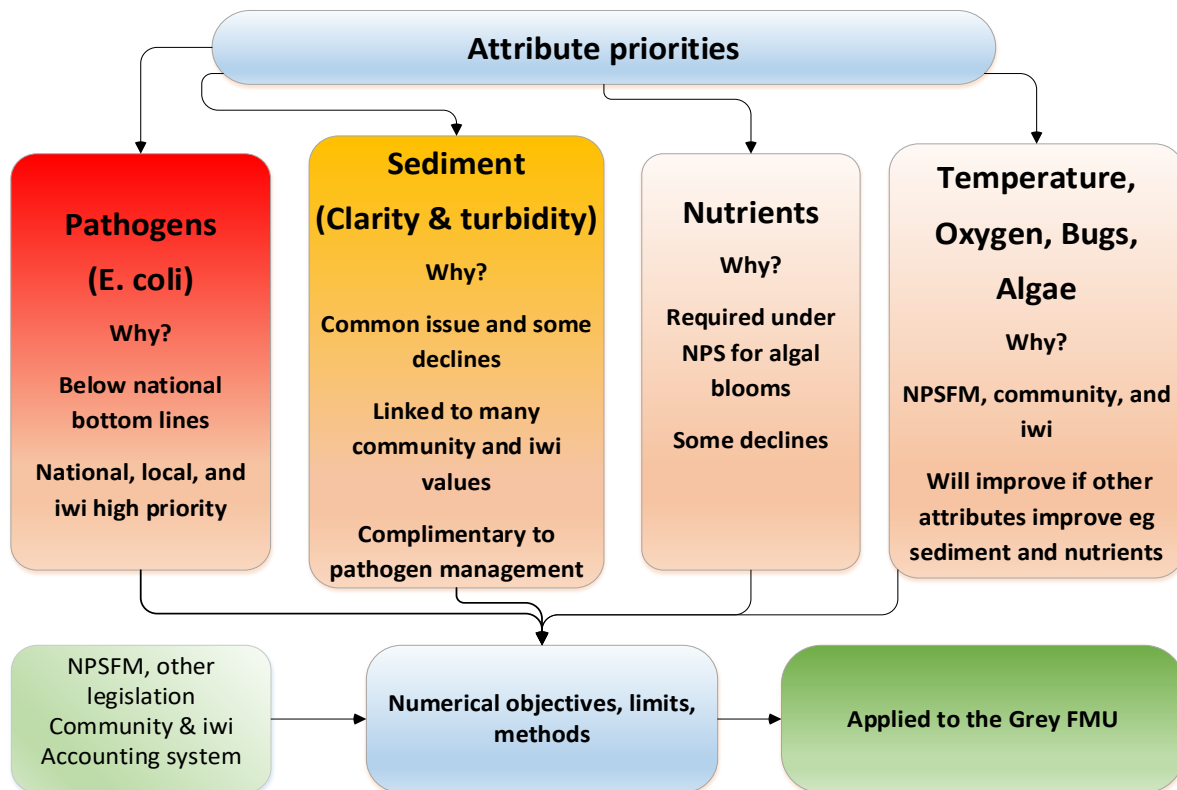 Attribute priorities
Pathogens
(E. coli)
Why?
Below national
bottom lines
National, local, and
iwi high priority
Sediment
(Clarity & turbidity)
Why?
Common issue and some
declines
Linked to many
community and iwi
values
Complimentary to
pathogen management
Nutrients
Why?
Required under
NPS for algal
blooms
Some declines
Temperature,
Oxygen, Bugs,
Algae
Why?
NPSFM, community, and
iwi
Will improve if other
attributes improve eg
sediment and nutrients
NPSFM, other
legislation
Community & iwi
Accounting system
Numerical objectives, limits,
methods
Applied to the Grey FMU